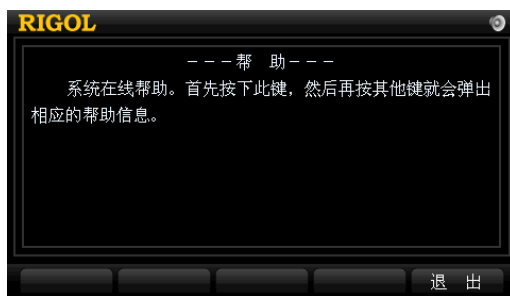 RIGOL
---帮 助---
系统在线帮助。首先按下此键，然后再按其他键就会弹出
相应的帮助信息。
退 出